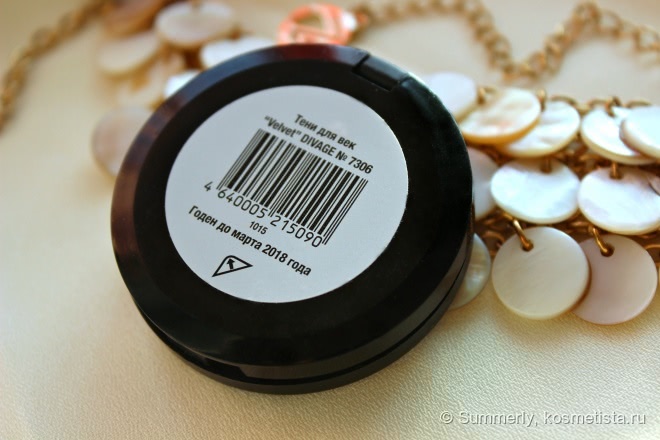 Тени для век
"Velvet" DIVAGE № 7306
4 640005 215090
1015
Годен до марта 2018 года
© Summerly, kosmetista.ru